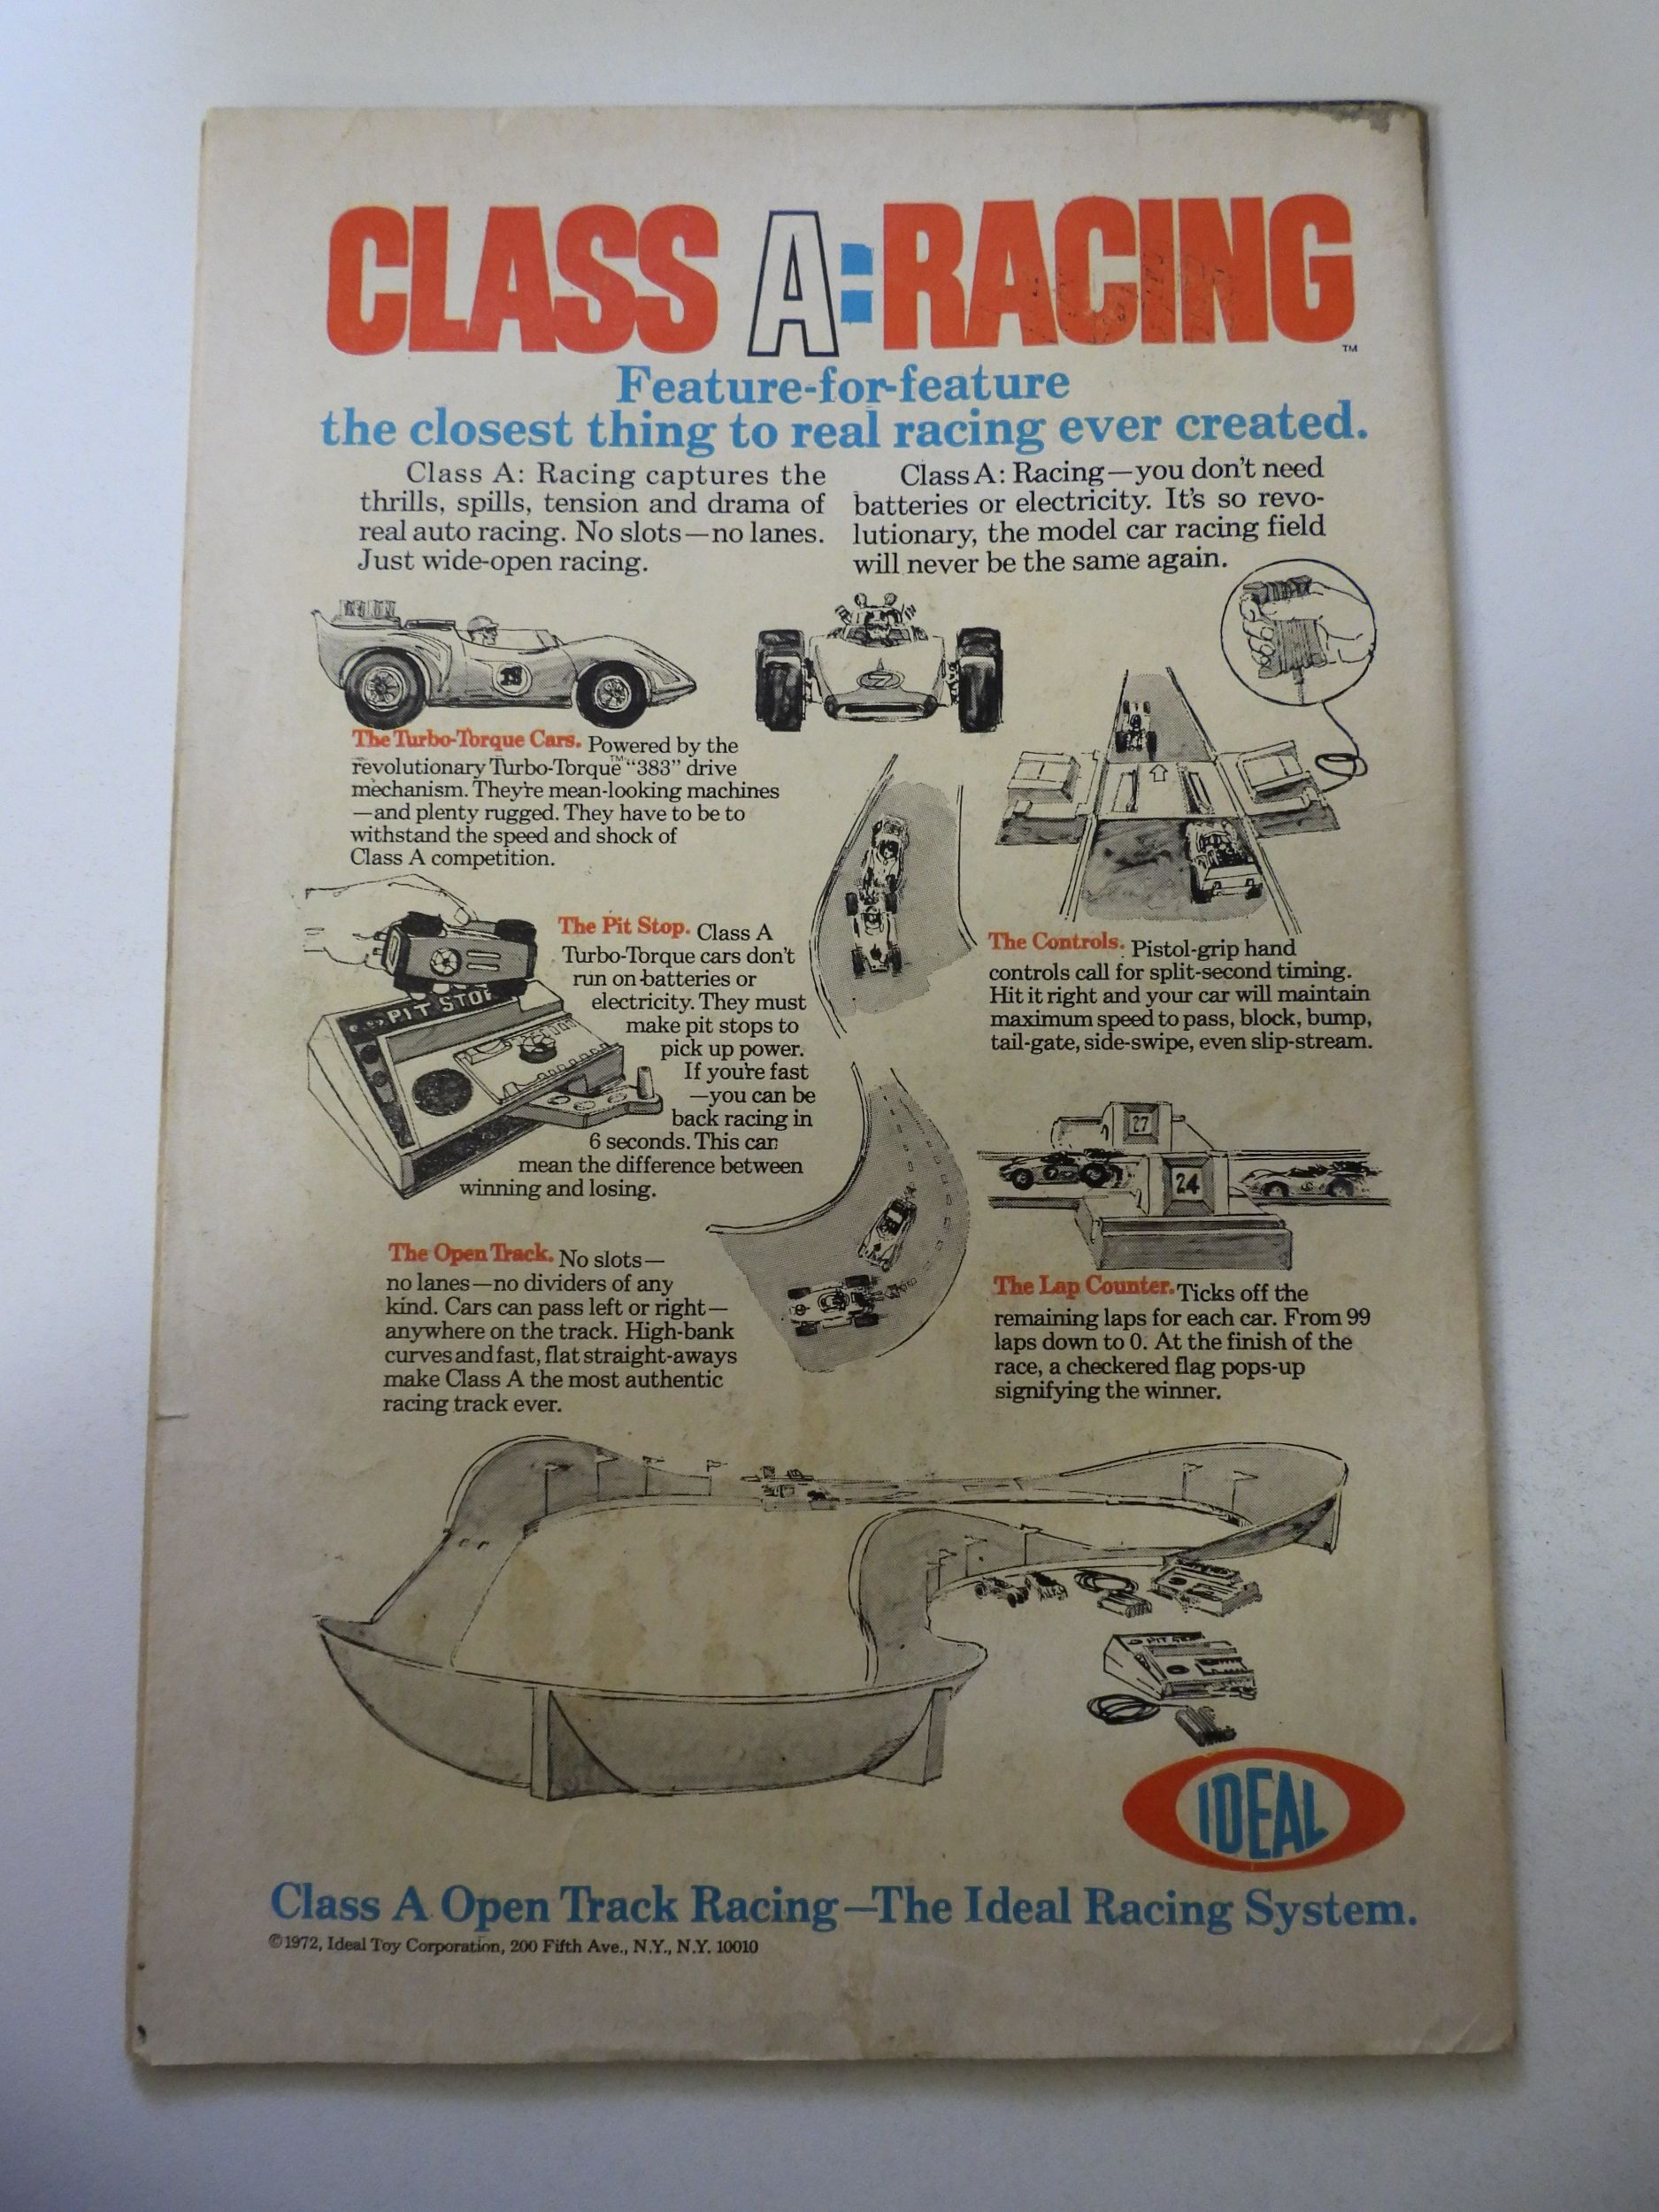 CLASS A: RACING
TM
Feature-for-feature
the closest thing to real racing ever created.
Class A: Racing captures the
thrills, spills, tension and drama of
real auto racing. No slots—no lanes.
Just wide-open racing.
Class A: Racing—you don't need
batteries or electricity. It's so revo-
lutionary, the model car racing field
will never be the same again.
7
The Turbo-Torque Cars. Powered by the
revolutionary Turbo-Torque™ "383" drive
mechanism. They're mean-looking machines
—and plenty rugged. They have to be to
withstand the speed and shock of
Class A competition.
The Pit Stop. Class A
Turbo-Torque cars don't
run on batteries or
electricity. They must
make pit stops to
pick up power.
If you're fast
—you can be
back racing in
6 seconds. This can
mean the difference between
winning and losing.
PIT STOP
The Controls. Pistol-grip hand
controls call for split-second timing.
Hit it right and your car will maintain
maximum speed to pass, block, bump,
tail-gate, side-swipe, even slip-stream.
27
24
7
The Open Track. No slots—
no lanes—no dividers of any
kind. Cars can pass left or right—
anywhere on the track. High-bank
curves and fast, flat straight-aways
make Class A the most authentic
racing track ever.
The Lap Counter. Ticks off the
remaining laps for each car. From 99
laps down to 0. At the finish of the
race, a checkered flag pops-up
signifying the winner.
IDEAL
Class A Open Track Racing—The Ideal Racing System.
©1972, Ideal Toy Corporation, 200 Fifth Ave., N.Y., N.Y. 10010